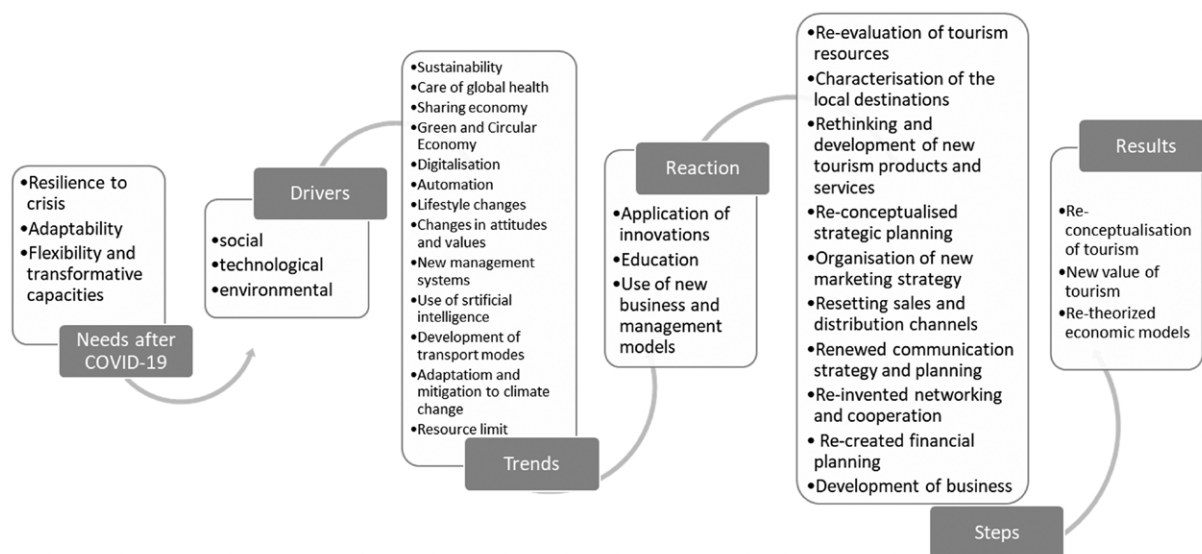 •Resilience to
crisis
•Adaptability
•Flexibility and
transformative
capacities
Needs after
COVID-19
Drivers
•social
•technological
•environmental
•Sustainability
•Care of global health
•Sharing economy
•Green and Circular
Economy
•Digitalisation
•Automation
•Lifestyle changes
•Changes in attitudes
and values
•New management
systems
•Use of srtificial
intelligence
•Development of
transport modes
•Adaptatiom and
mitigation to climate
change
•Resource limit
Trends
Reaction
•Application of
innovations
•Education
•Use of new
business and
management
models
•Re-evaluation of tourism
resources
•Characterisation of the
local destinations
•Rethinking and
development of new
tourism products and
services
•Re-conceptualised
strategic planning
•Organisation of new
marketing strategy
•Resetting sales and
distribution channels
•Renewed communication
strategy and planning
•Re-invented networking
and cooperation
• Re-created financial
planning
•Development of business
Steps
Results
•Re-
conceptualisation
of tourism
•New value of
tourism
•Re-theorized
economic models